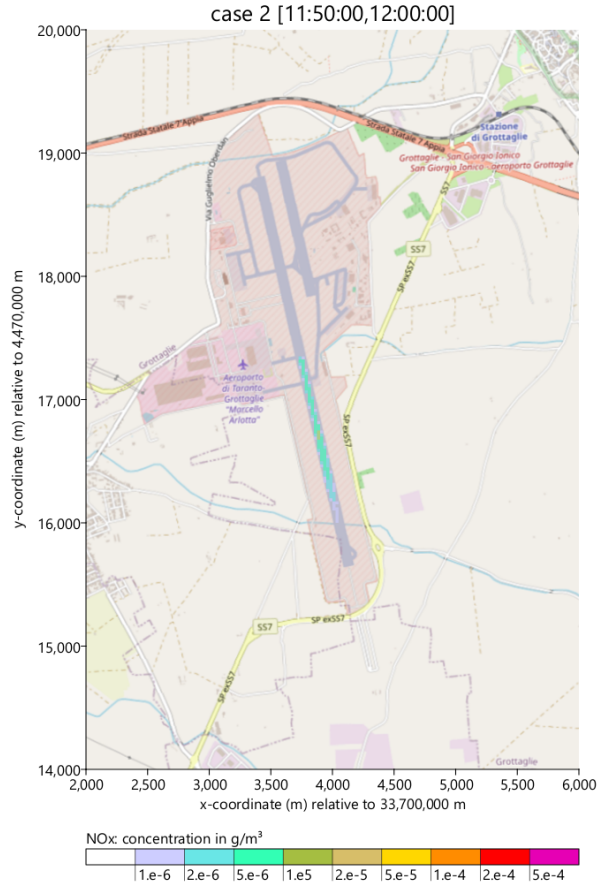 case 2 [11:50:00,12:00:00]
20,000
19,000
18,000
17,000
16,000
15,000
14,000
y-coordinate (m) relative to 4,470,000 m
Strada Statale 7 Appia
Strada Statale 7 Appia
Stazione
di Grottaglie
Grottaglie - San Giorgio Ionico
San Giorgio Ionico - aeroporto Grottaglie
Via Guglielmo Oberdan
SS7
SS7
SP exSS7
Grottaglie
Aeroporto
di Taranto
Grottaglie
"Marcello
Arlotta"
SP exSS7
SS7
SP exSS7
SP exSS7
Grottaglie
2,000 2,500 3,000 3,500 4,000 4,500 5,000 5,500 6,000
x-coordinate (m) relative to 33,700,000 m
NOx: concentration in g/m³
1.e-6 2.e-6 5.e-6 1.e5 2.e-5 5.e-5 1.e-4 2.e-4 5.e-4